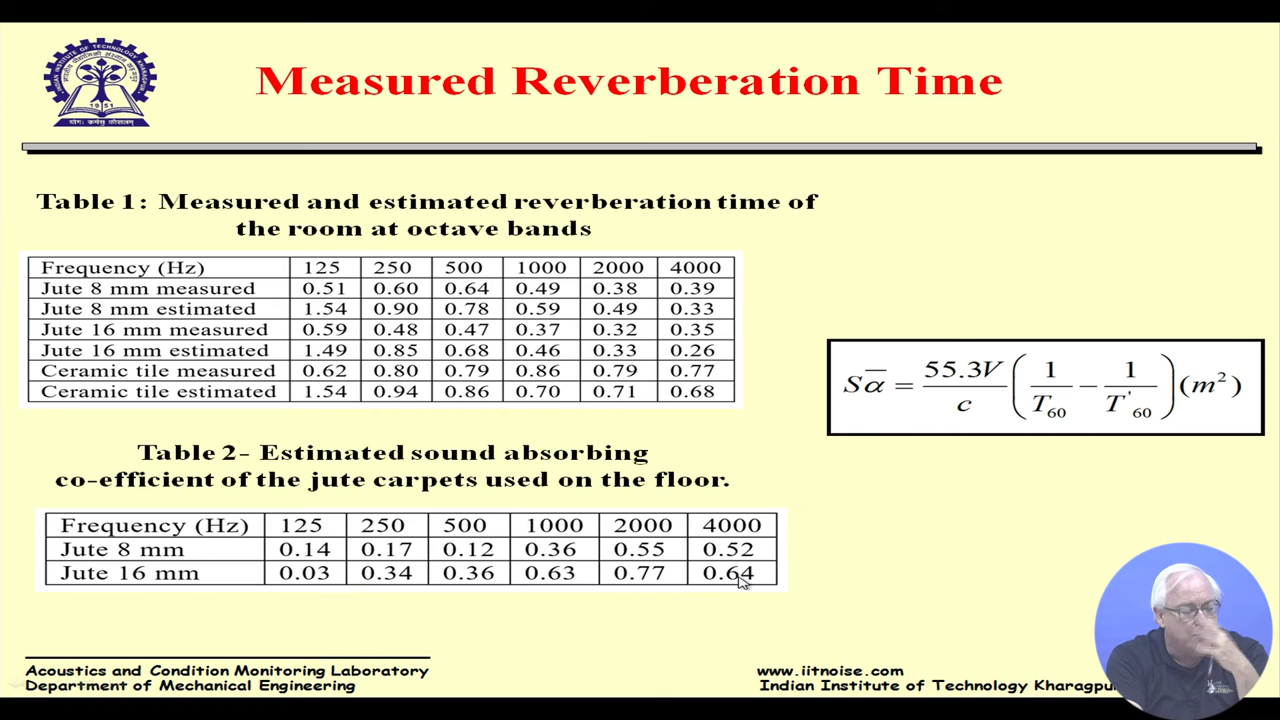 Measured Reverberation Time
Table 1: Measured and estimated reverberation time of
the room at octave bands
Frequency (Hz) 125 250 500 1000 2000 4000
Jute 8 mm measured 0.51 0.60 0.64 0.49 0.38 0.39
Jute 8 mm estimated 1.54 0.90 0.78 0.59 0.49 0.33
Jute 16 mm measured 0.59 0.48 0.47 0.37 0.32 0.35
Jute 16 mm estimated 1.49 0.85 0.68 0.46 0.33 0.26
Ceramic tile measured 0.62 0.80 0.79 0.86 0.79 0.77
Ceramic tile estimated 1.54 0.94 0.86 0.70 0.71 0.68
Sᾱ = 55.3V/c (1/T₆₀ − 1/T'₆₀) (m²)
Table 2- Estimated sound absorbing
co-efficient of the jute carpets used on the floor.
Frequency (Hz) 125 250 500 1000 2000 4000
Jute 8 mm 0.14 0.17 0.12 0.36 0.55 0.52
Jute 16 mm 0.03 0.34 0.36 0.63 0.77 0.64
Acoustics and Condition Monitoring Laboratory
Department of Mechanical Engineering
www.iitnoise.com
Indian Institute of Technology Kharagpu